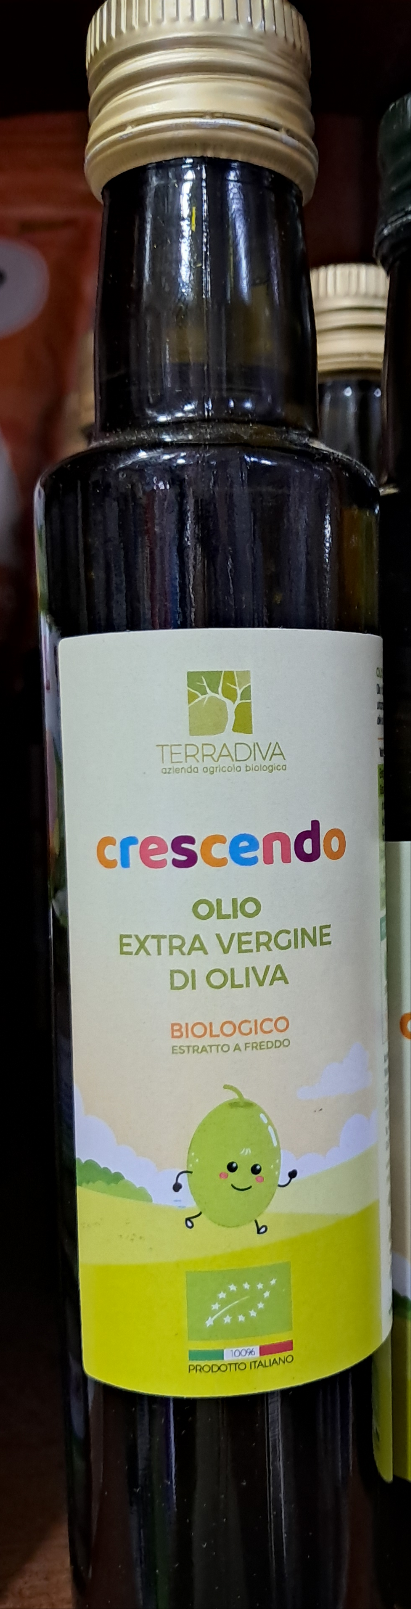 TERRADIVA
azienda agricola biologica
crescendo
OLIO
EXTRA VERGINE
DI OLIVA
BIOLOGICO
ESTRATTO A FREDDO
100%
PRODOTTO ITALIANO